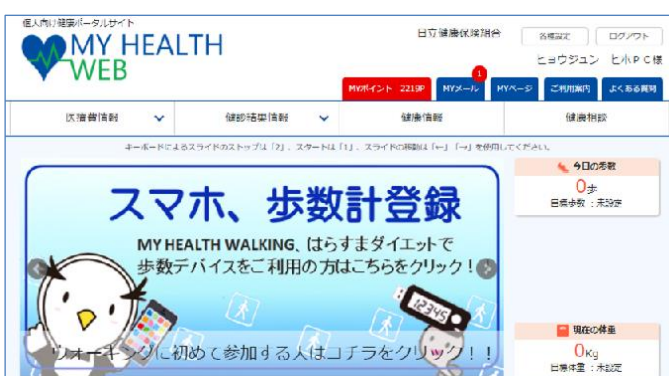 個人向け健康ポータルサイト
MY HEALTH
WEB
日立健康保険組合
各種設定
ログアウト
ヒョウジュン ヒホPC様
MYポイント 2219P
MYメール
1
MYページ
ご利用案内
よくある質問
医療費情報
健診結果情報
健康情報
健康相談
キーボードによるスライドのストップは「2」、スタートは「1」、スライドの移動は「←」「→」を使用してください。
スマホ、歩数計登録
MY HEALTH WALKING、はらすまダイエットで
歩数デバイスをご利用の方はこちらをクリック!
12345
ウォーキングに初めて参加する人はコチラをクリック!!
今日の歩数
0歩
目標歩数:未設定
現在の体重
0Kg
目標体重:未設定